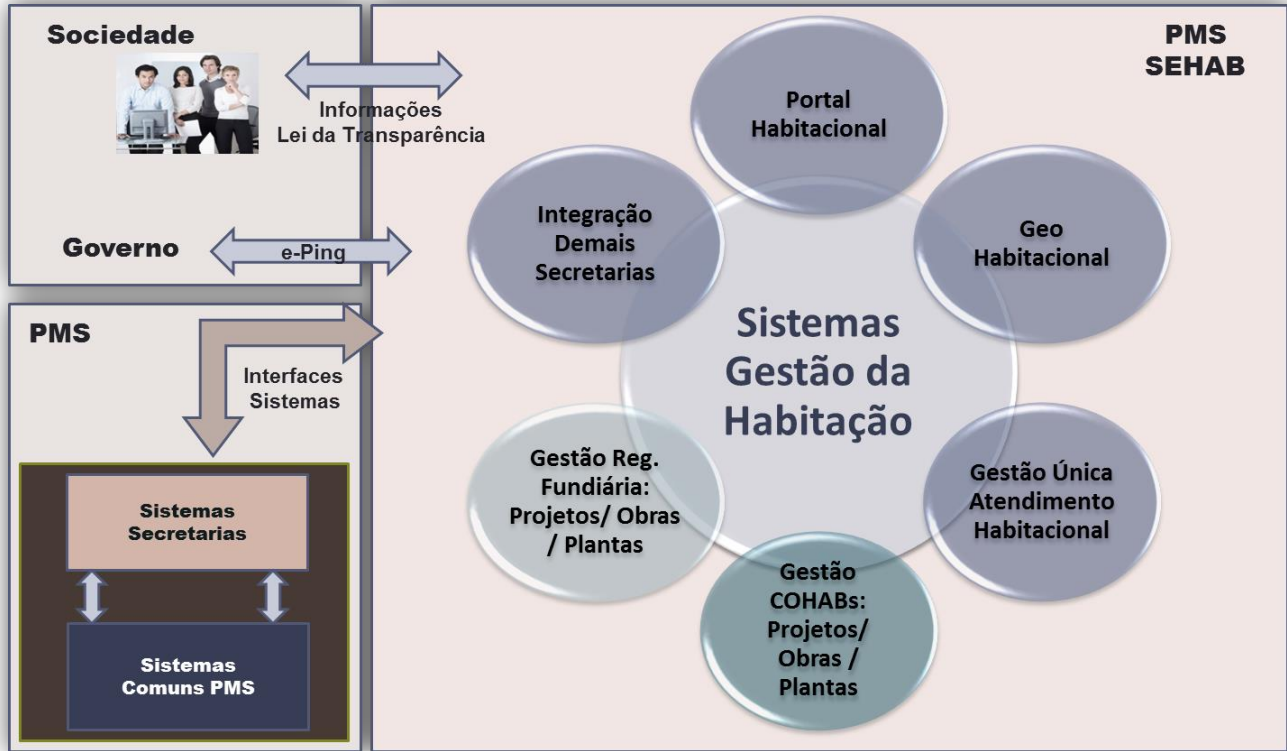 Sociedade
Informações
Lei da Transparência
Governo
e-Ping
PMS
Interfaces
Sistemas
Sistemas
Secretarias
Sistemas
Comuns PMS
PMS
SEHAB
Portal
Habitacional
Integração
Demais
Secretarias
Geo
Habitacional
Sistemas
Gestão da
Habitação
Gestão Reg.
Fundiária:
Projetos/ Obras
/ Plantas
Gestão Única
Atendimento
Habitacional
Gestão
COHABs:
Projetos/
Obras /
Plantas